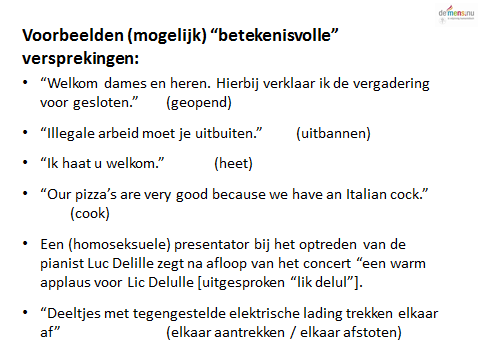 de mens.nu
Voorbeelden (mogelijk) “betekenisvolle”
versprekingen:
• “Welkom dames en heren. Hierbij verklaar ik de vergadering
voor gesloten.” (geopend)
• “Illegale arbeid moet je uitbuiten.” (uitbannen)
• “Ik haat u welkom.” (heet)
• “Our pizza’s are very good because we have an Italian cock.”
(cook)
• Een (homoseksuele) presentator bij het optreden van de
pianist Luc Delille zegt na afloop van het concert “een warm
applaus voor Lic Delulle [uitgesproken “lik delul”].
• “Deeltjes met tegengestelde elektrische lading trekken elkaar
af” (elkaar aantrekken / elkaar afstoten)